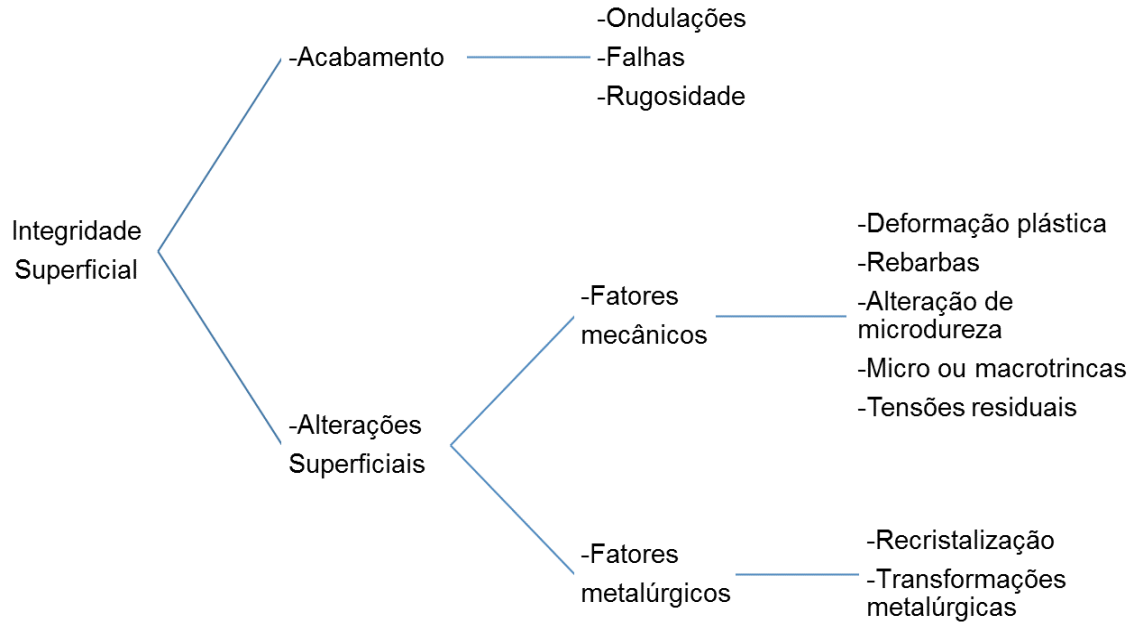 Integridade
Superficial
-Acabamento
-Ondulações
-Falhas
-Rugosidade
-Alterações
Superficiais
-Fatores
mecânicos
-Deformação plástica
-Rebarbas
-Alteração de
microdureza
-Micro ou macrotrincas
-Tensões residuais
-Fatores
metalúrgicos
-Recristalização
-Transformações
metalúrgicas